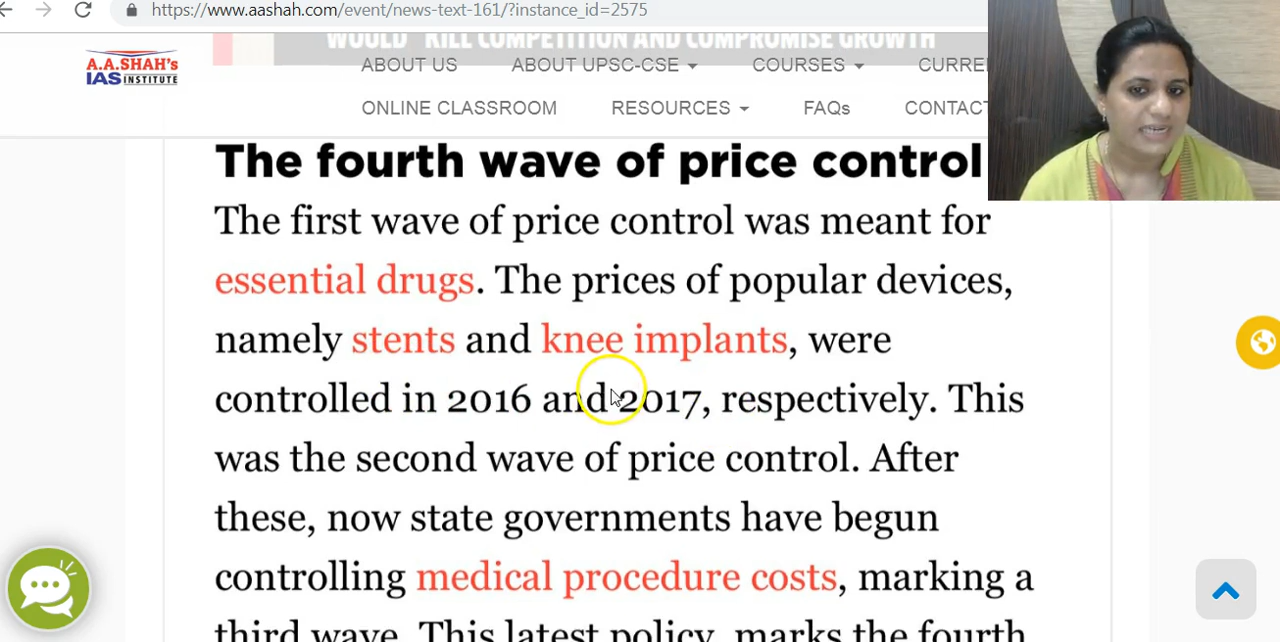 https://www.aashah.com/event/news-text-161/?instance_id=2575
WOULD KILL COMPETITION AND COMPROMISE GROWTH
A.A.SHAH's
IAS INSTITUTE
ABOUT US ABOUT UPSC-CSE COURSES CURRE
ONLINE CLASSROOM RESOURCES FAQs CONTACT
The fourth wave of price control
The first wave of price control was meant for
essential drugs. The prices of popular devices,
namely stents and knee implants, were
controlled in 2016 and 2017, respectively. This
was the second wave of price control. After
these, now state governments have begun
controlling medical procedure costs, marking a
third wave. This latest policy, marks the fourth